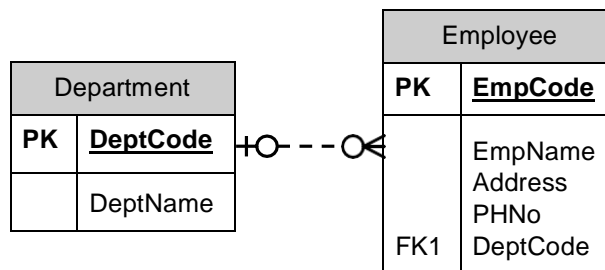 Department
PK DeptCode
DeptName
Employee
PK EmpCode
EmpName
Address
PHNo
FK1 DeptCode